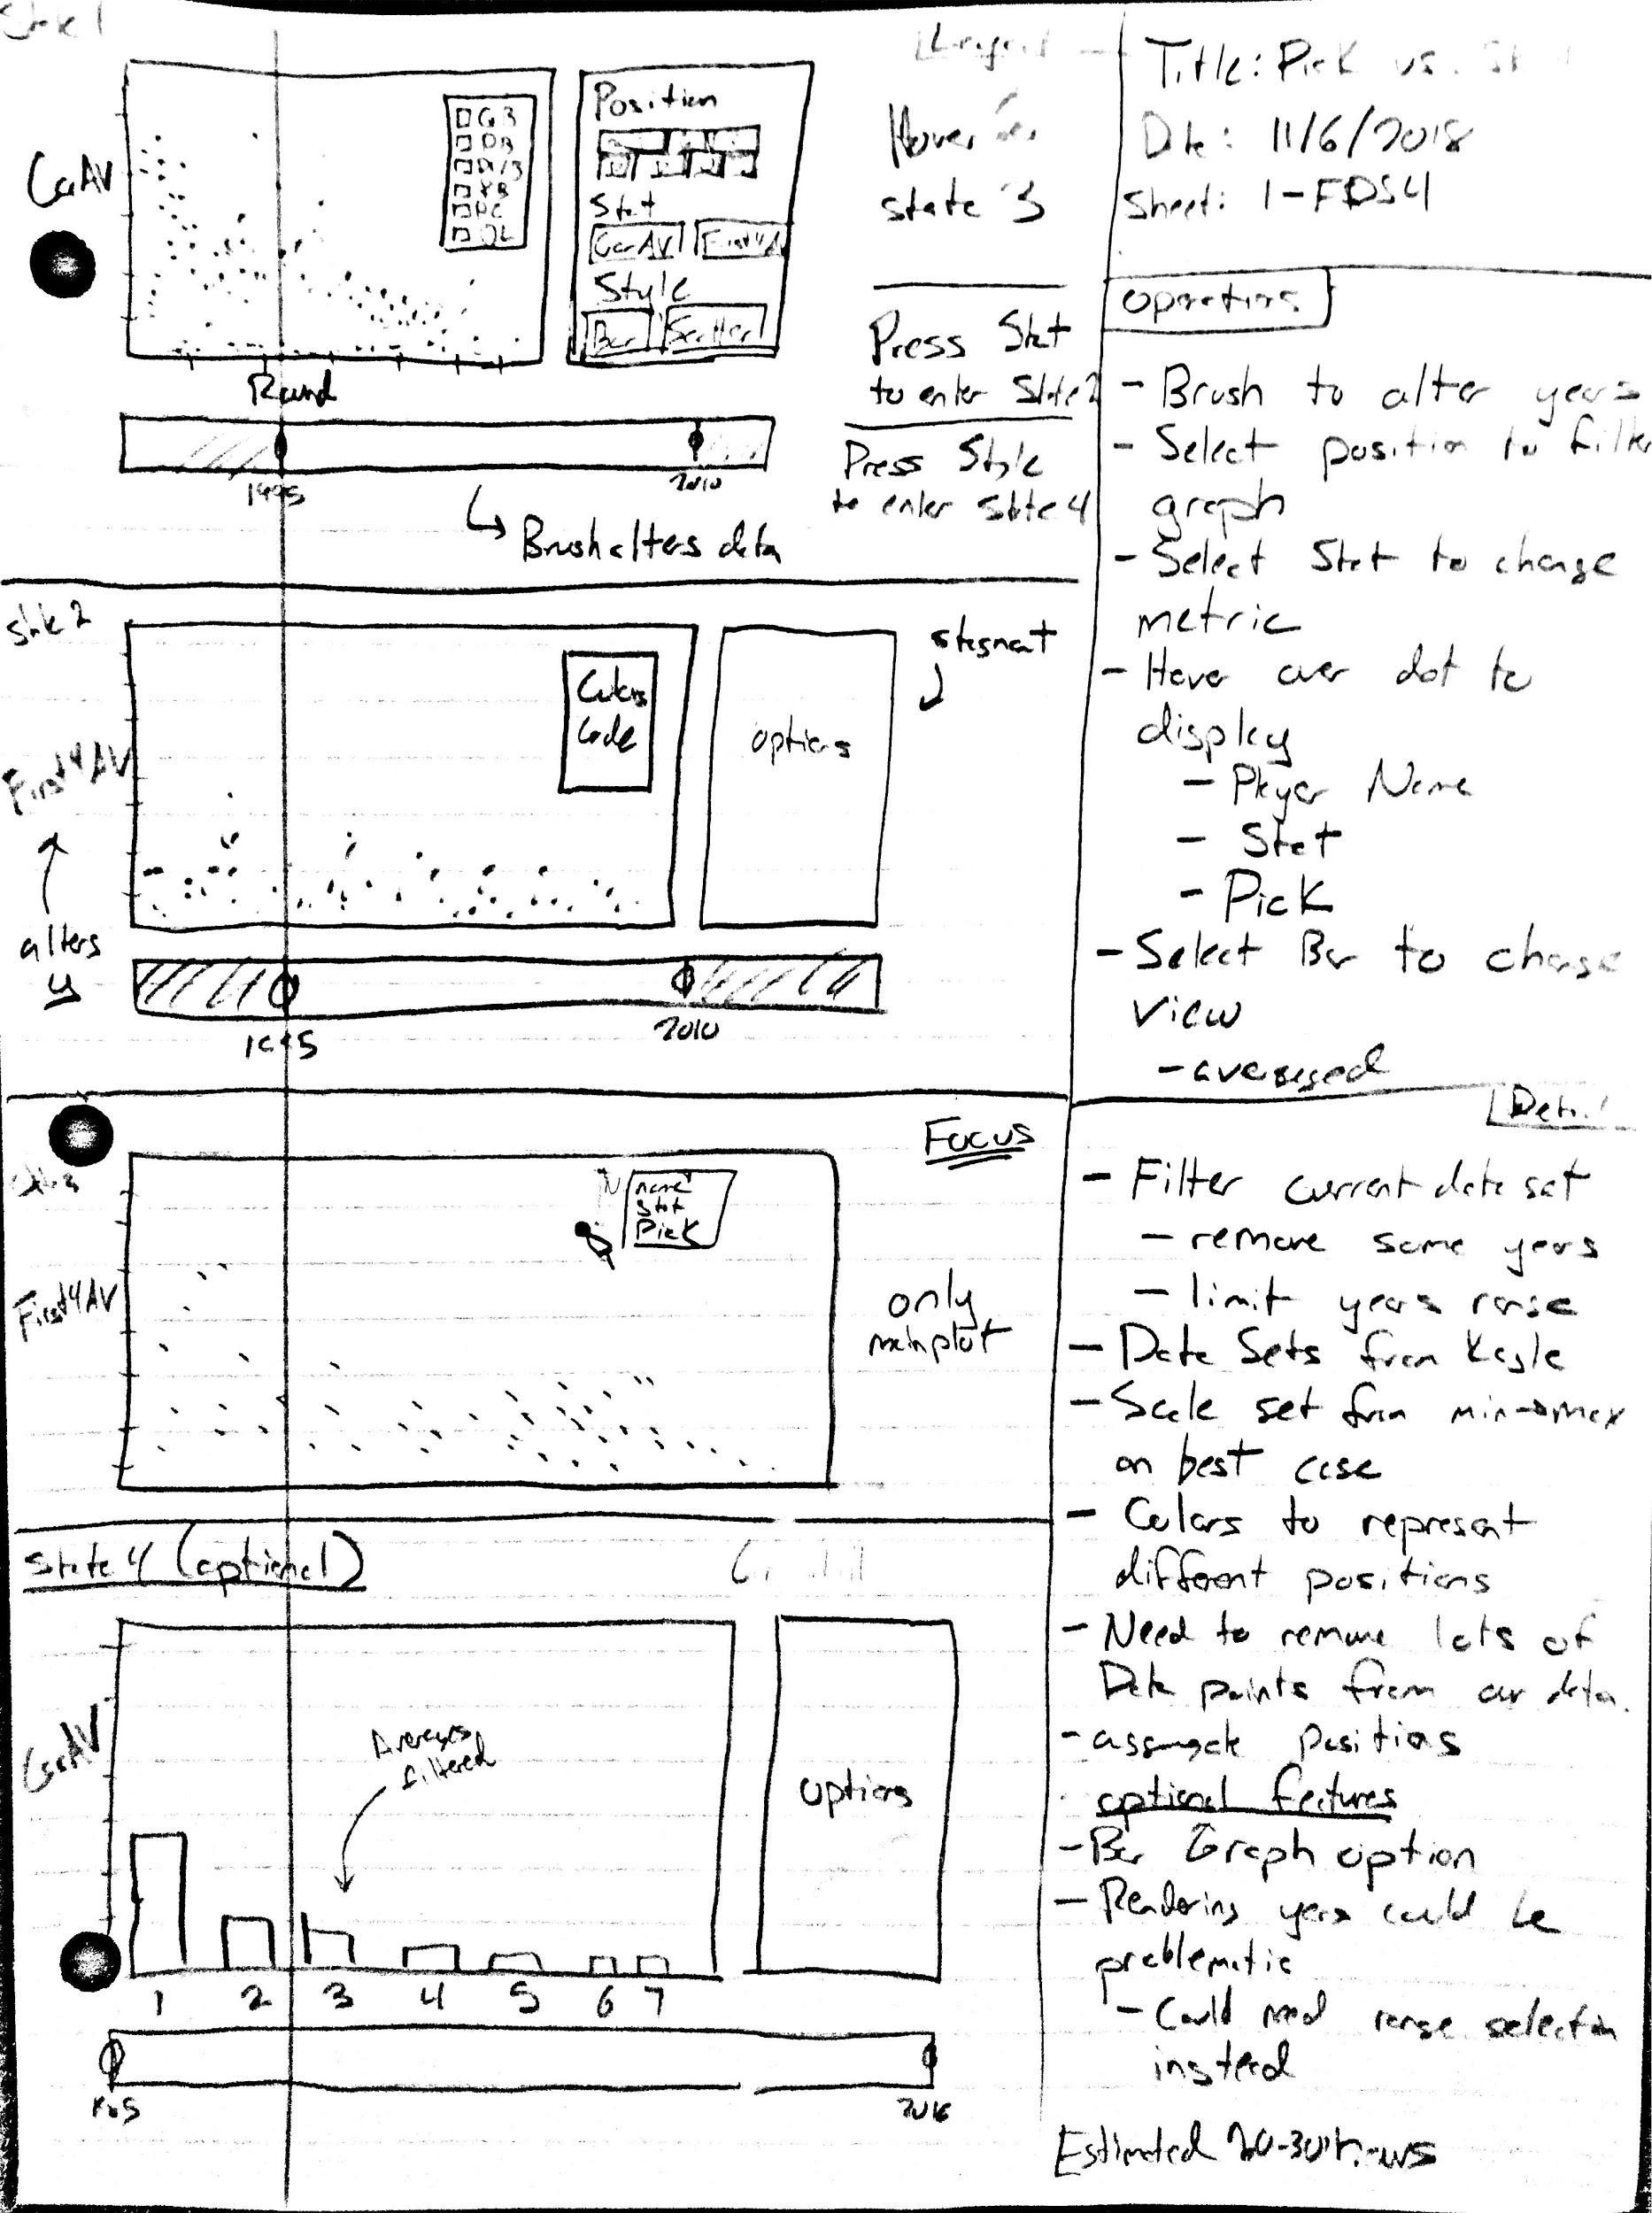 State 1
CarAV
Position
Stat
CarAV First4AV
Style
Bar Scatter
Round
1995
2010
Brush alters data
Layout
Hover for
state 3
Press Stat
to enter State 2
Press Style
to enter state 4
Title: Pick vs. St
Date: 11/6/2018
Sheet: 1-FDS4
Operations
- Brush to alter years
- Select position to filter
graph
- Select Stat to change
metric
- Hover over dot to
display
- Player Name
- Stat
- Pick
- Select Bar to change
view
- averaged
State 2
First4AV
alters
y
Colors
Code
options
1995
2010
Focus
First4AV
name
stat
Pick
only
mainplot
Detail
- Filter current data set
- remove some years
- limit years range
- Data Sets from Kagle
- Scale set from min→max
on best case
- Colors to represent
different positions
- Need to remove lots of
Data points from our data.
- aggragate positions
optional features
- Bar Graph option
- Rendering years could be
problematic
- Could need range selection
instead
Estimated 20-30 hours
State 4 (optional)
CarAV
Averages
filtered
options
1 2 3 4 5 6 7
2016